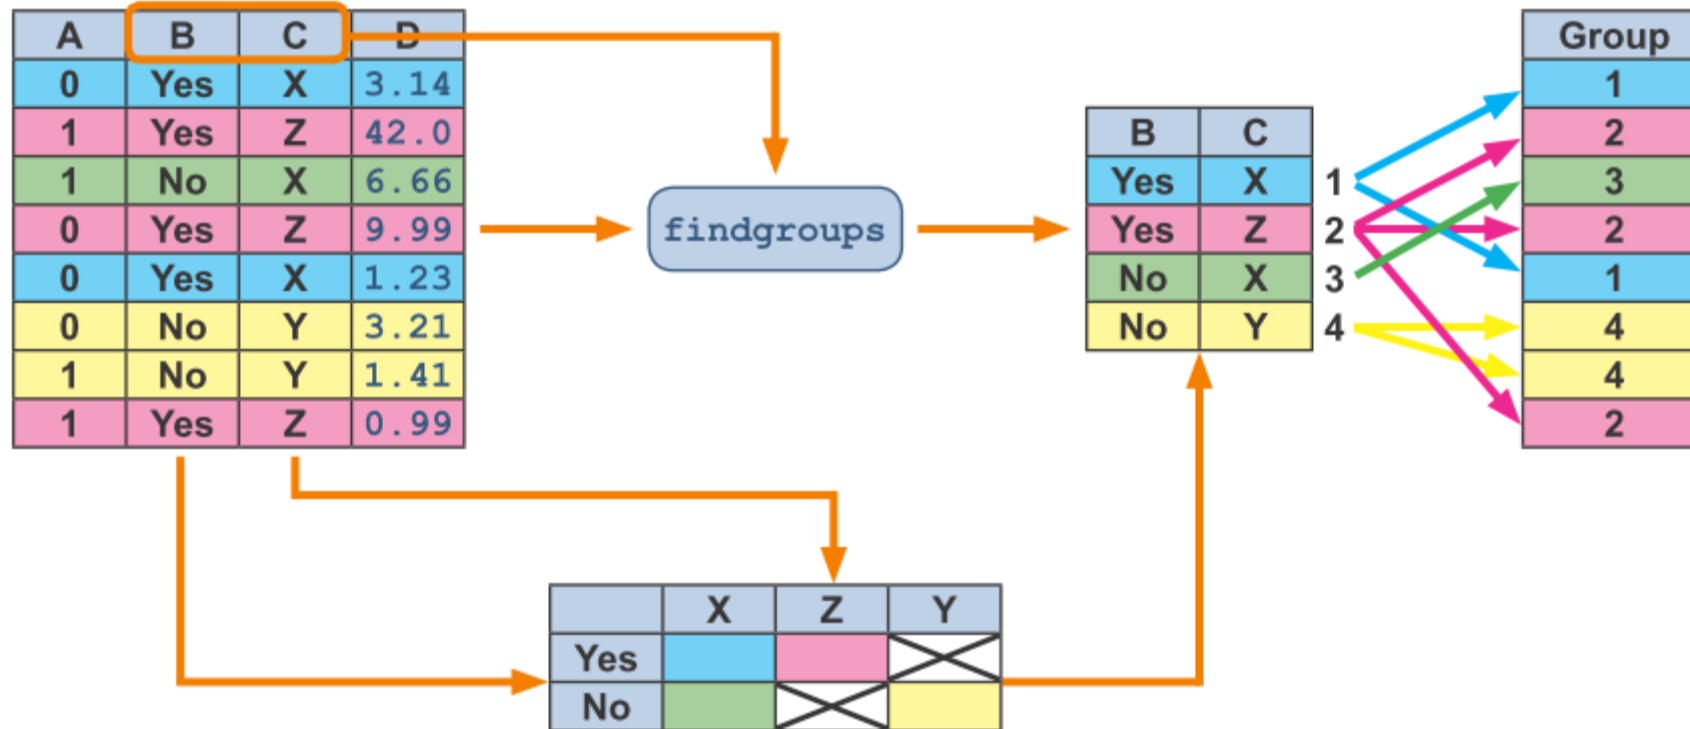 A B C D
0 Yes X 3.14
1 Yes Z 42.0
1 No X 6.66
0 Yes Z 9.99
0 Yes X 1.23
0 No Y 3.21
1 No Y 1.41
1 Yes Z 0.99
findgroups
B C
Yes X 1
Yes Z 2
No X 3
No Y 4
Group
1
2
3
2
1
4
4
2
X Z Y
Yes
No